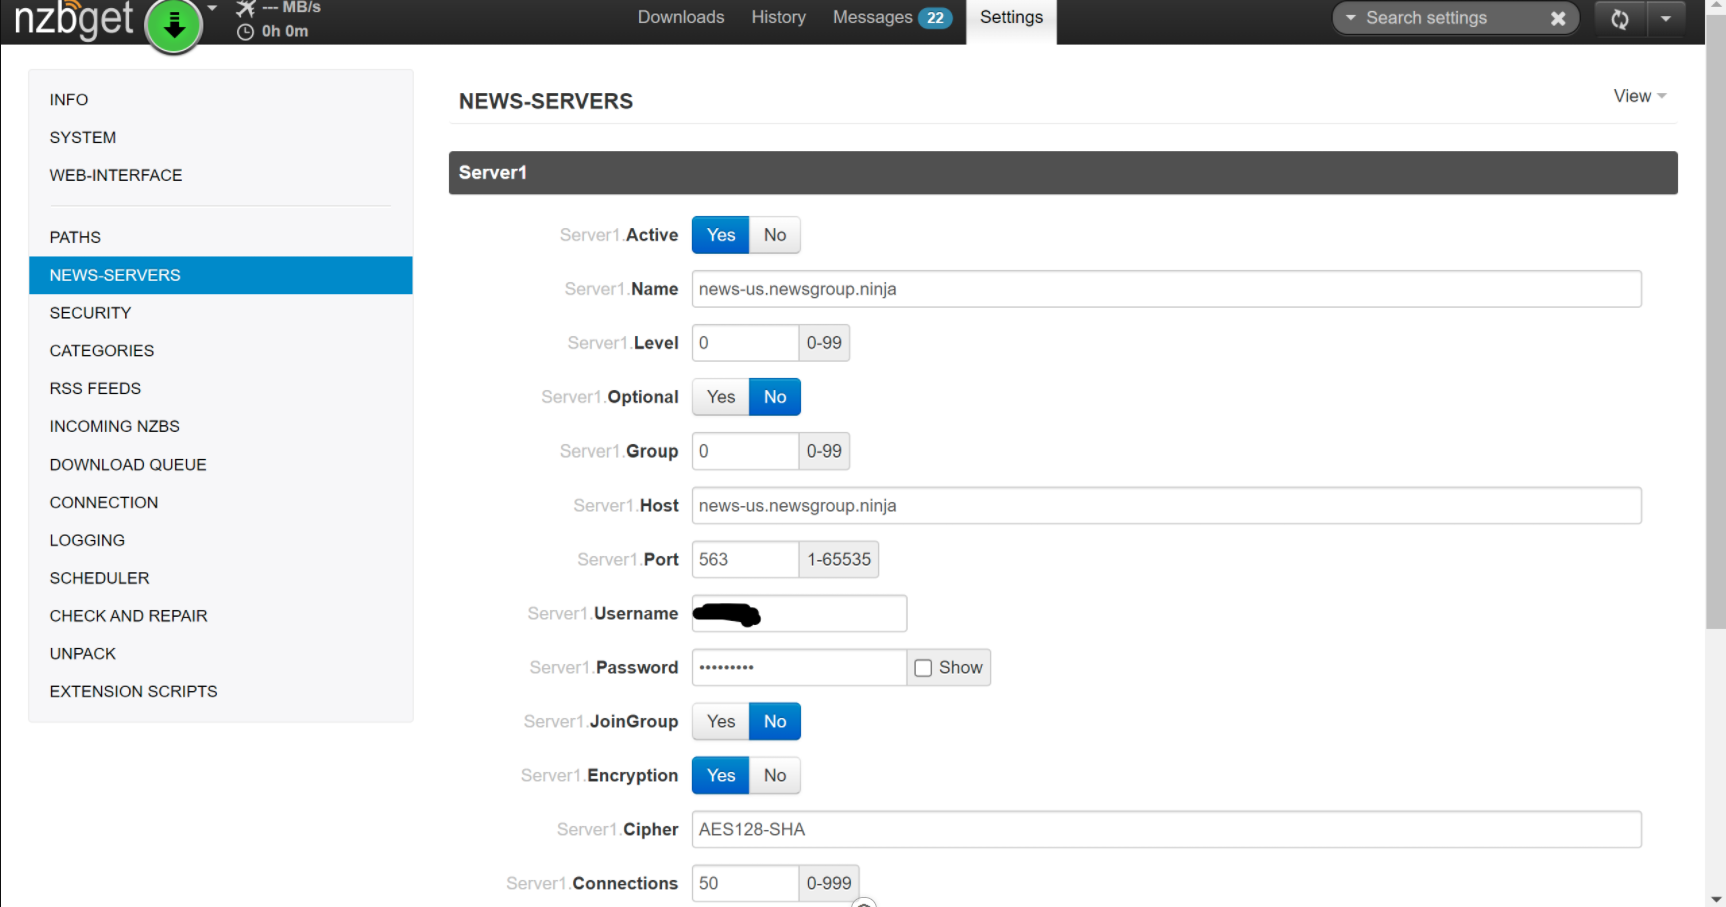 nzbget
--- MB/s
0h 0m
Downloads
History
Messages 22
Settings
Search settings
INFO
SYSTEM
WEB-INTERFACE
PATHS
NEWS-SERVERS
SECURITY
CATEGORIES
RSS FEEDS
INCOMING NZBS
DOWNLOAD QUEUE
CONNECTION
LOGGING
SCHEDULER
CHECK AND REPAIR
UNPACK
EXTENSION SCRIPTS
NEWS-SERVERS
View
Server1
Server1.Active Yes No
Server1.Name news-us.newsgroup.ninja
Server1.Level 0 0-99
Server1.Optional Yes No
Server1.Group 0 0-99
Server1.Host news-us.newsgroup.ninja
Server1.Port 563 1-65535
Server1.Username
Server1.Password ••••••••• Show
Server1.JoinGroup Yes No
Server1.Encryption Yes No
Server1.Cipher AES128-SHA
Server1.Connections 50 0-999